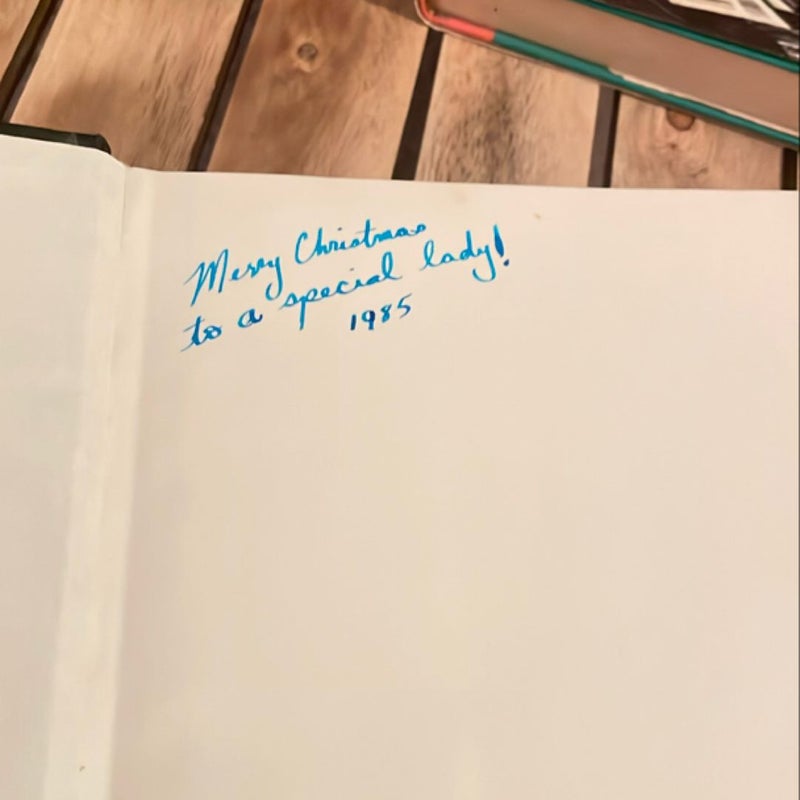 Merry Christmas
to a special lady!
1985